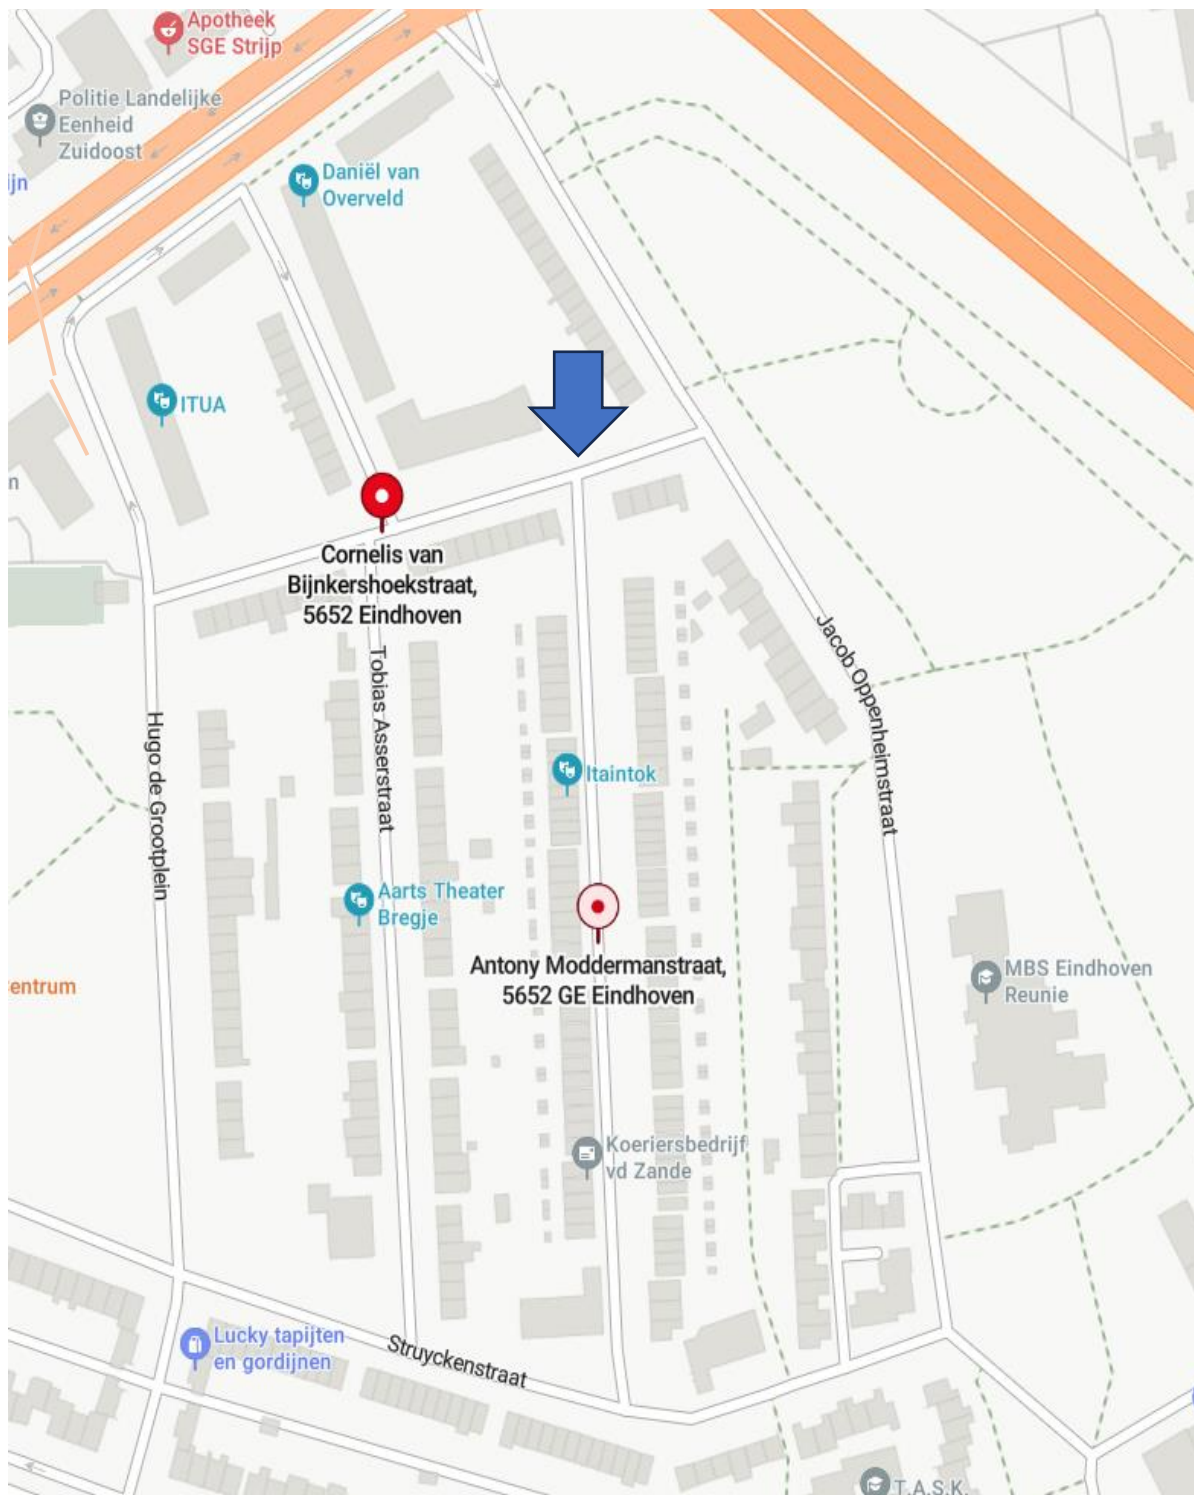 Apotheek
SGE Strijp
Politie Landelijke
Eenheid
Zuidoost
ijn
Daniël van
Overveld
ITUA
n
Cornelis van
Bijnkershoekstraat,
5652 Eindhoven
Jacob Oppenheimstraat
Tobias Asserstraat
Hugo de Grootplein
Itaintok
Aarts Theater
Bregje
Antony Moddermanstraat,
5652 GE Eindhoven
MBS Eindhoven
Reunie
entrum
Koeriersbedrijf
vd Zande
Lucky tapijten
en gordijnen
Struyckenstraat
T.A.S.K.